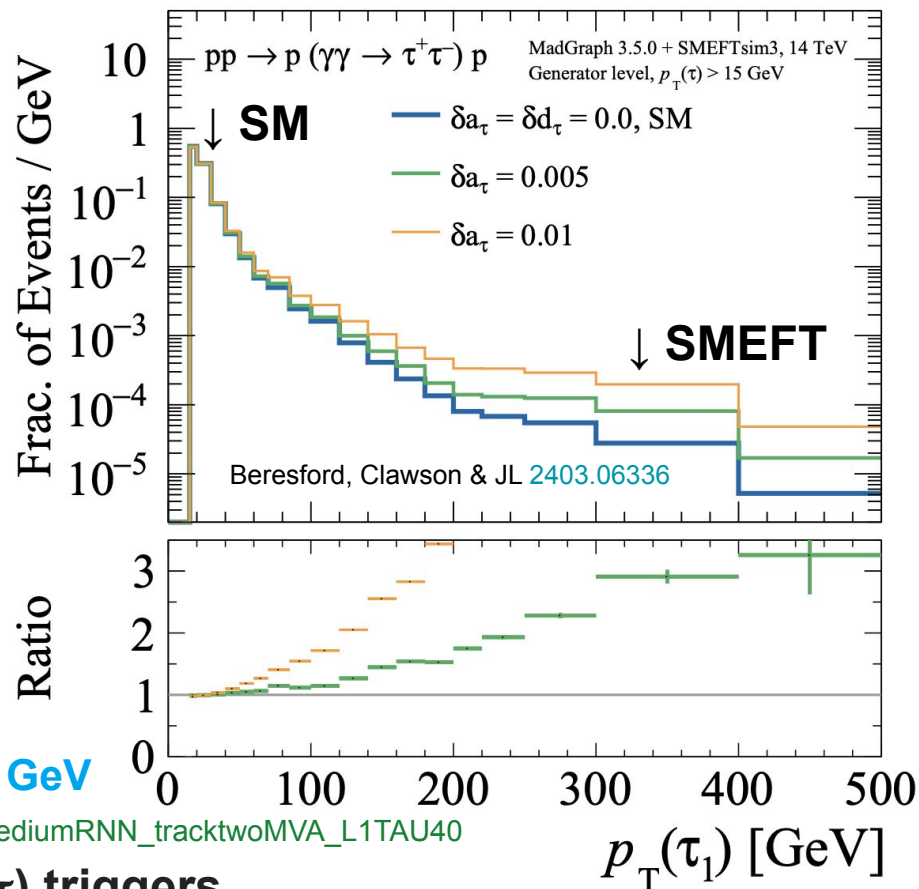 pp → p (γγ → τ⁺τ⁻) p
MadGraph 3.5.0 + SMEFTsim3, 14 TeV
Generator level, p_T(τ) > 15 GeV
↓ SM
δa_τ = δd_τ = 0.0, SM
δa_τ = 0.005
δa_τ = 0.01
↓ SMEFT
Beresford, Clawson & JL 2403.06336
Frac. of Events / GeV
10
1
10⁻¹
10⁻²
10⁻³
10⁻⁴
10⁻⁵
Ratio
3
2
1
0
GeV
0 100 200 300 400 500
ediumRNN_tracktwoMVA_L1TAU40
p_T(τ₁) [GeV]
τ) triggers